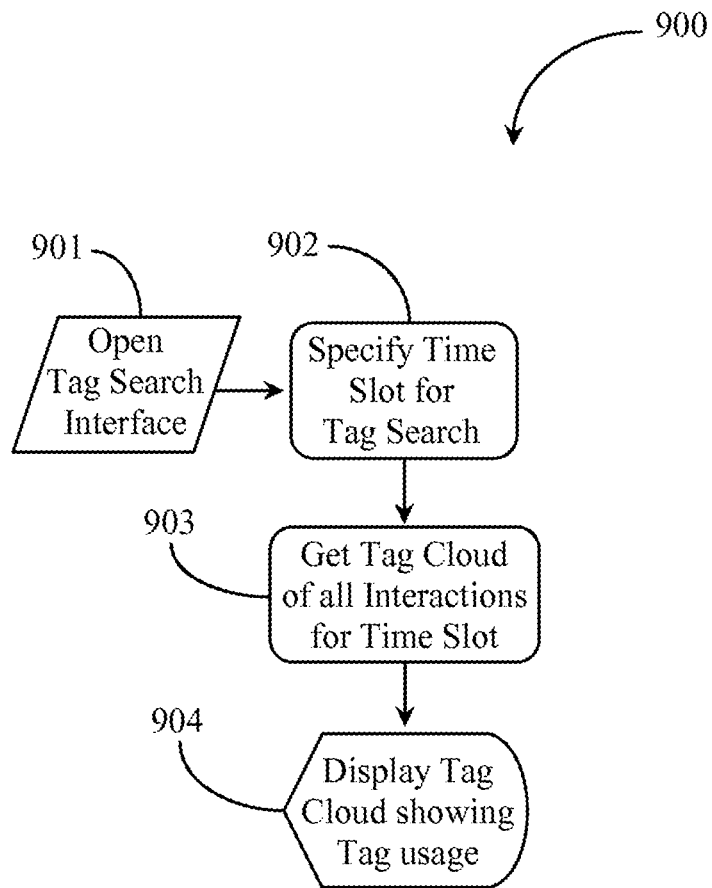 900
901
902
Open
Tag Search
Interface
Specify Time
Slot for
Tag Search
903
Get Tag Cloud
of all Interactions
for Time Slot
904
Display Tag
Cloud showing
Tag usage